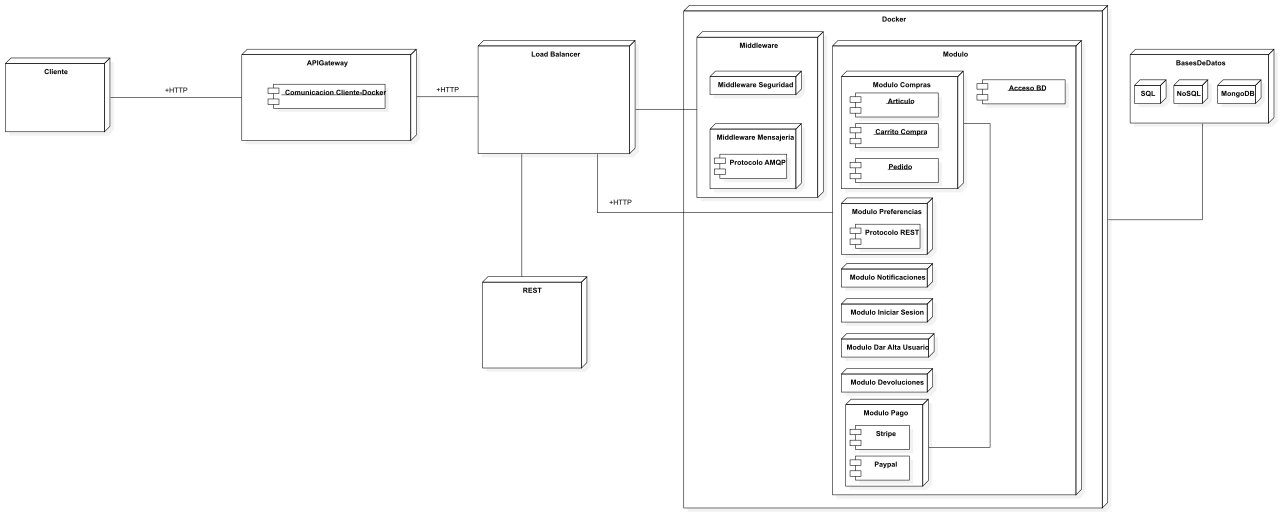 Docker
Middleware
Load Balancer
Modulo
APIGateway
BasesDeDatos
Cliente
Middleware Seguridad
Modulo Compras
Acceso BD
+HTTP
Comunicacion Cliente-Docker
+HTTP
Articulo
SQL
NoSQL
MongoDB
Carrito Compra
Middleware Mensajeria
Protocolo AMQP
Pedido
+HTTP
Modulo Preferencias
Protocolo REST
Modulo Notificaciones
REST
Modulo Iniciar Sesion
Modulo Dar Alta Usuario
Modulo Devoluciones
Modulo Pago
Stripe
Paypal